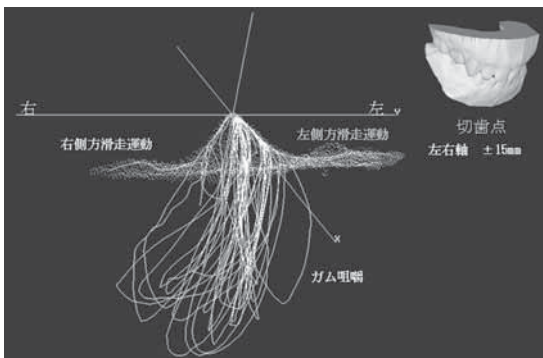 右
左
Y
右側方滑走運動
左側方滑走運動
切歯点
左右軸 ±15mm
X
ガム咀嚼